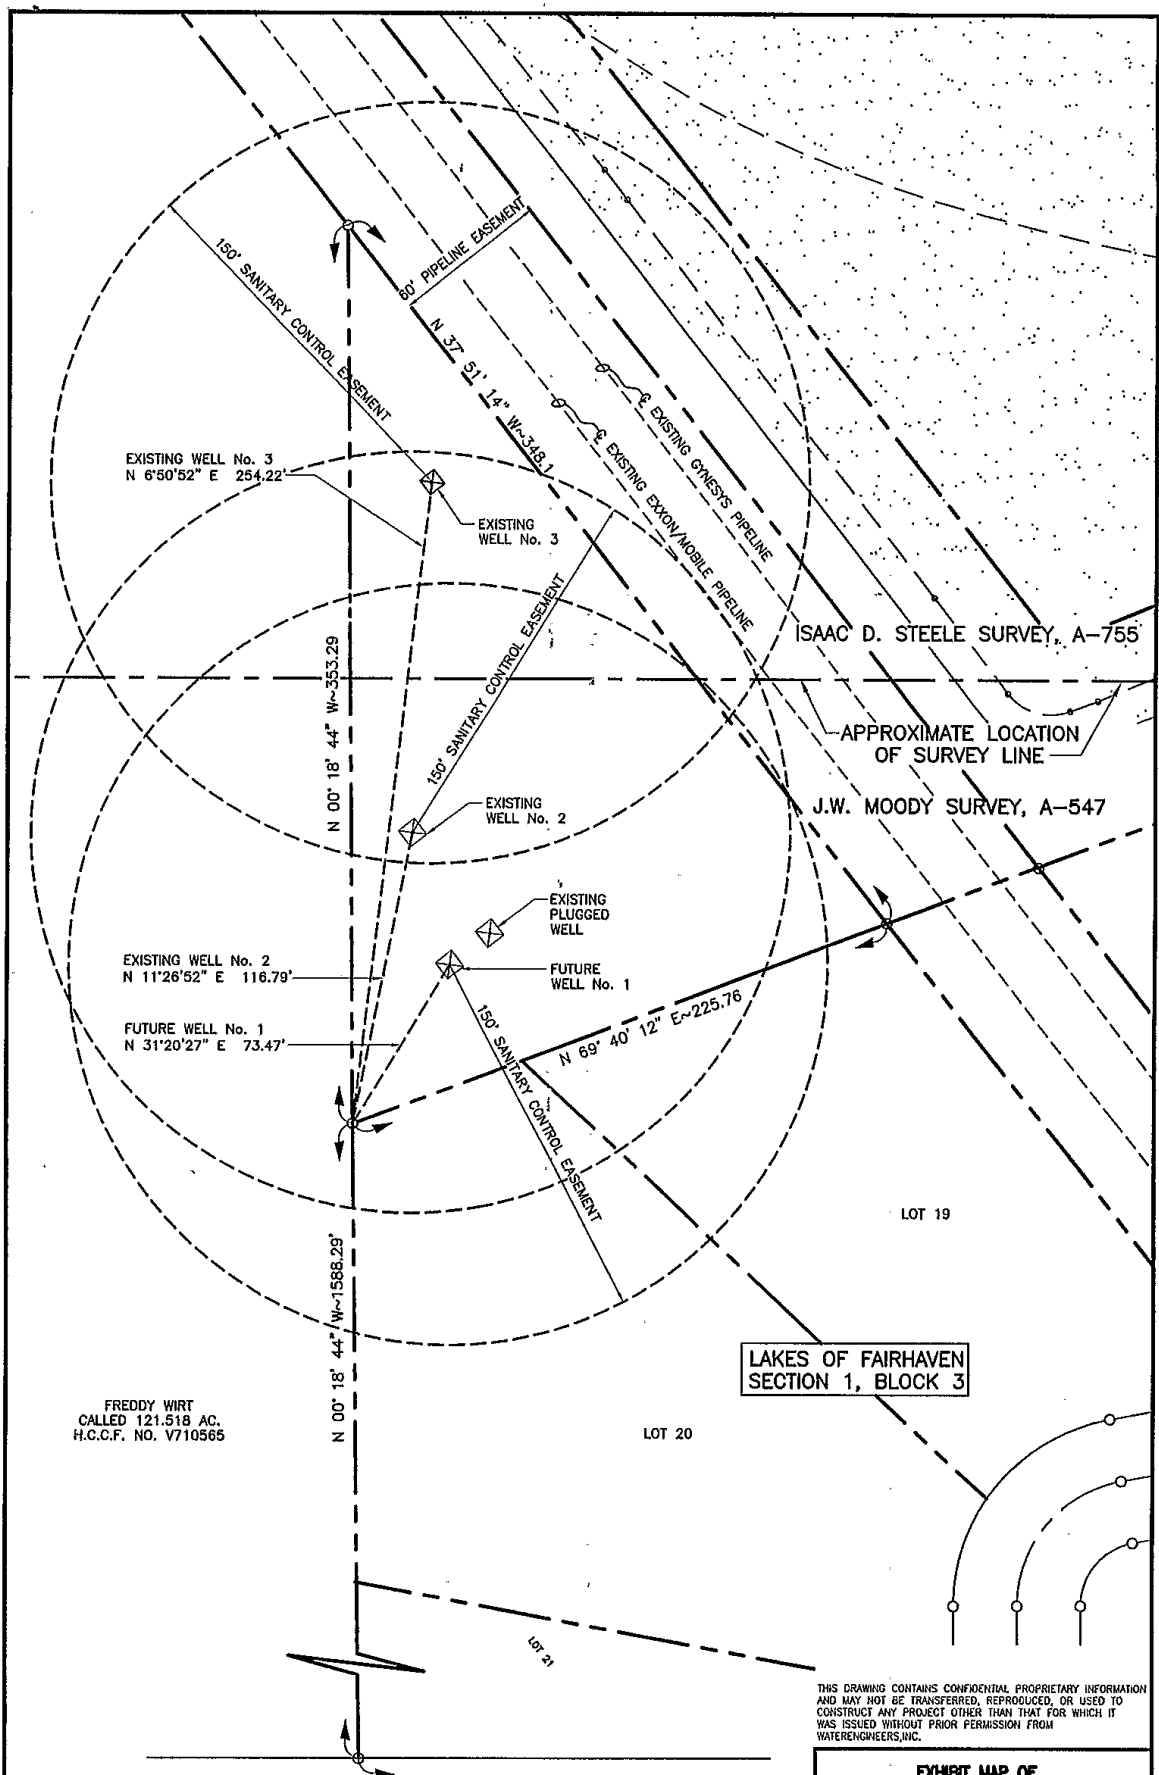 60' PIPELINE EASEMENT
150' SANITARY CONTROL EASEMENT
N 37° 51' 14" W~348.1
℄ EXISTING GYNESYS PIPELINE
℄ EXISTING EXXON/MOBILE PIPELINE
EXISTING WELL No. 3
N 6°50'52" E 254.22'
EXISTING
WELL No. 3
150' SANITARY CONTROL EASEMENT
ISAAC D. STEELE SURVEY, A-755
N 00° 18' 44" W~353.29
APPROXIMATE LOCATION
OF SURVEY LINE
J.W. MOODY SURVEY, A-547
EXISTING
WELL No. 2
EXISTING
PLUGGED
WELL
EXISTING WELL No. 2
N 11°26'52" E 116.79'
FUTURE
WELL No. 1
FUTURE WELL No. 1
N 31°20'27" E 73.47'
N 69° 40' 12" E~225.76
150' SANITARY CONTROL EASEMENT
LOT 19
N 00° 18' 44" W~1588.29'
LAKES OF FAIRHAVEN
SECTION 1, BLOCK 3
FREDDY WIRT
CALLED 121.518 AC.
H.C.C.F. NO. V710565
LOT 20
LOT 21
THIS DRAWING CONTAINS CONFIDENTIAL PROPRIETARY INFORMATION
AND MAY NOT BE TRANSFERRED, REPRODUCED, OR USED TO
CONSTRUCT ANY PROJECT OTHER THAN THAT FOR WHICH IT
WAS ISSUED WITHOUT PRIOR PERMISSION FROM
WATERENGINEERS,INC.
EXHIBIT MAP OF